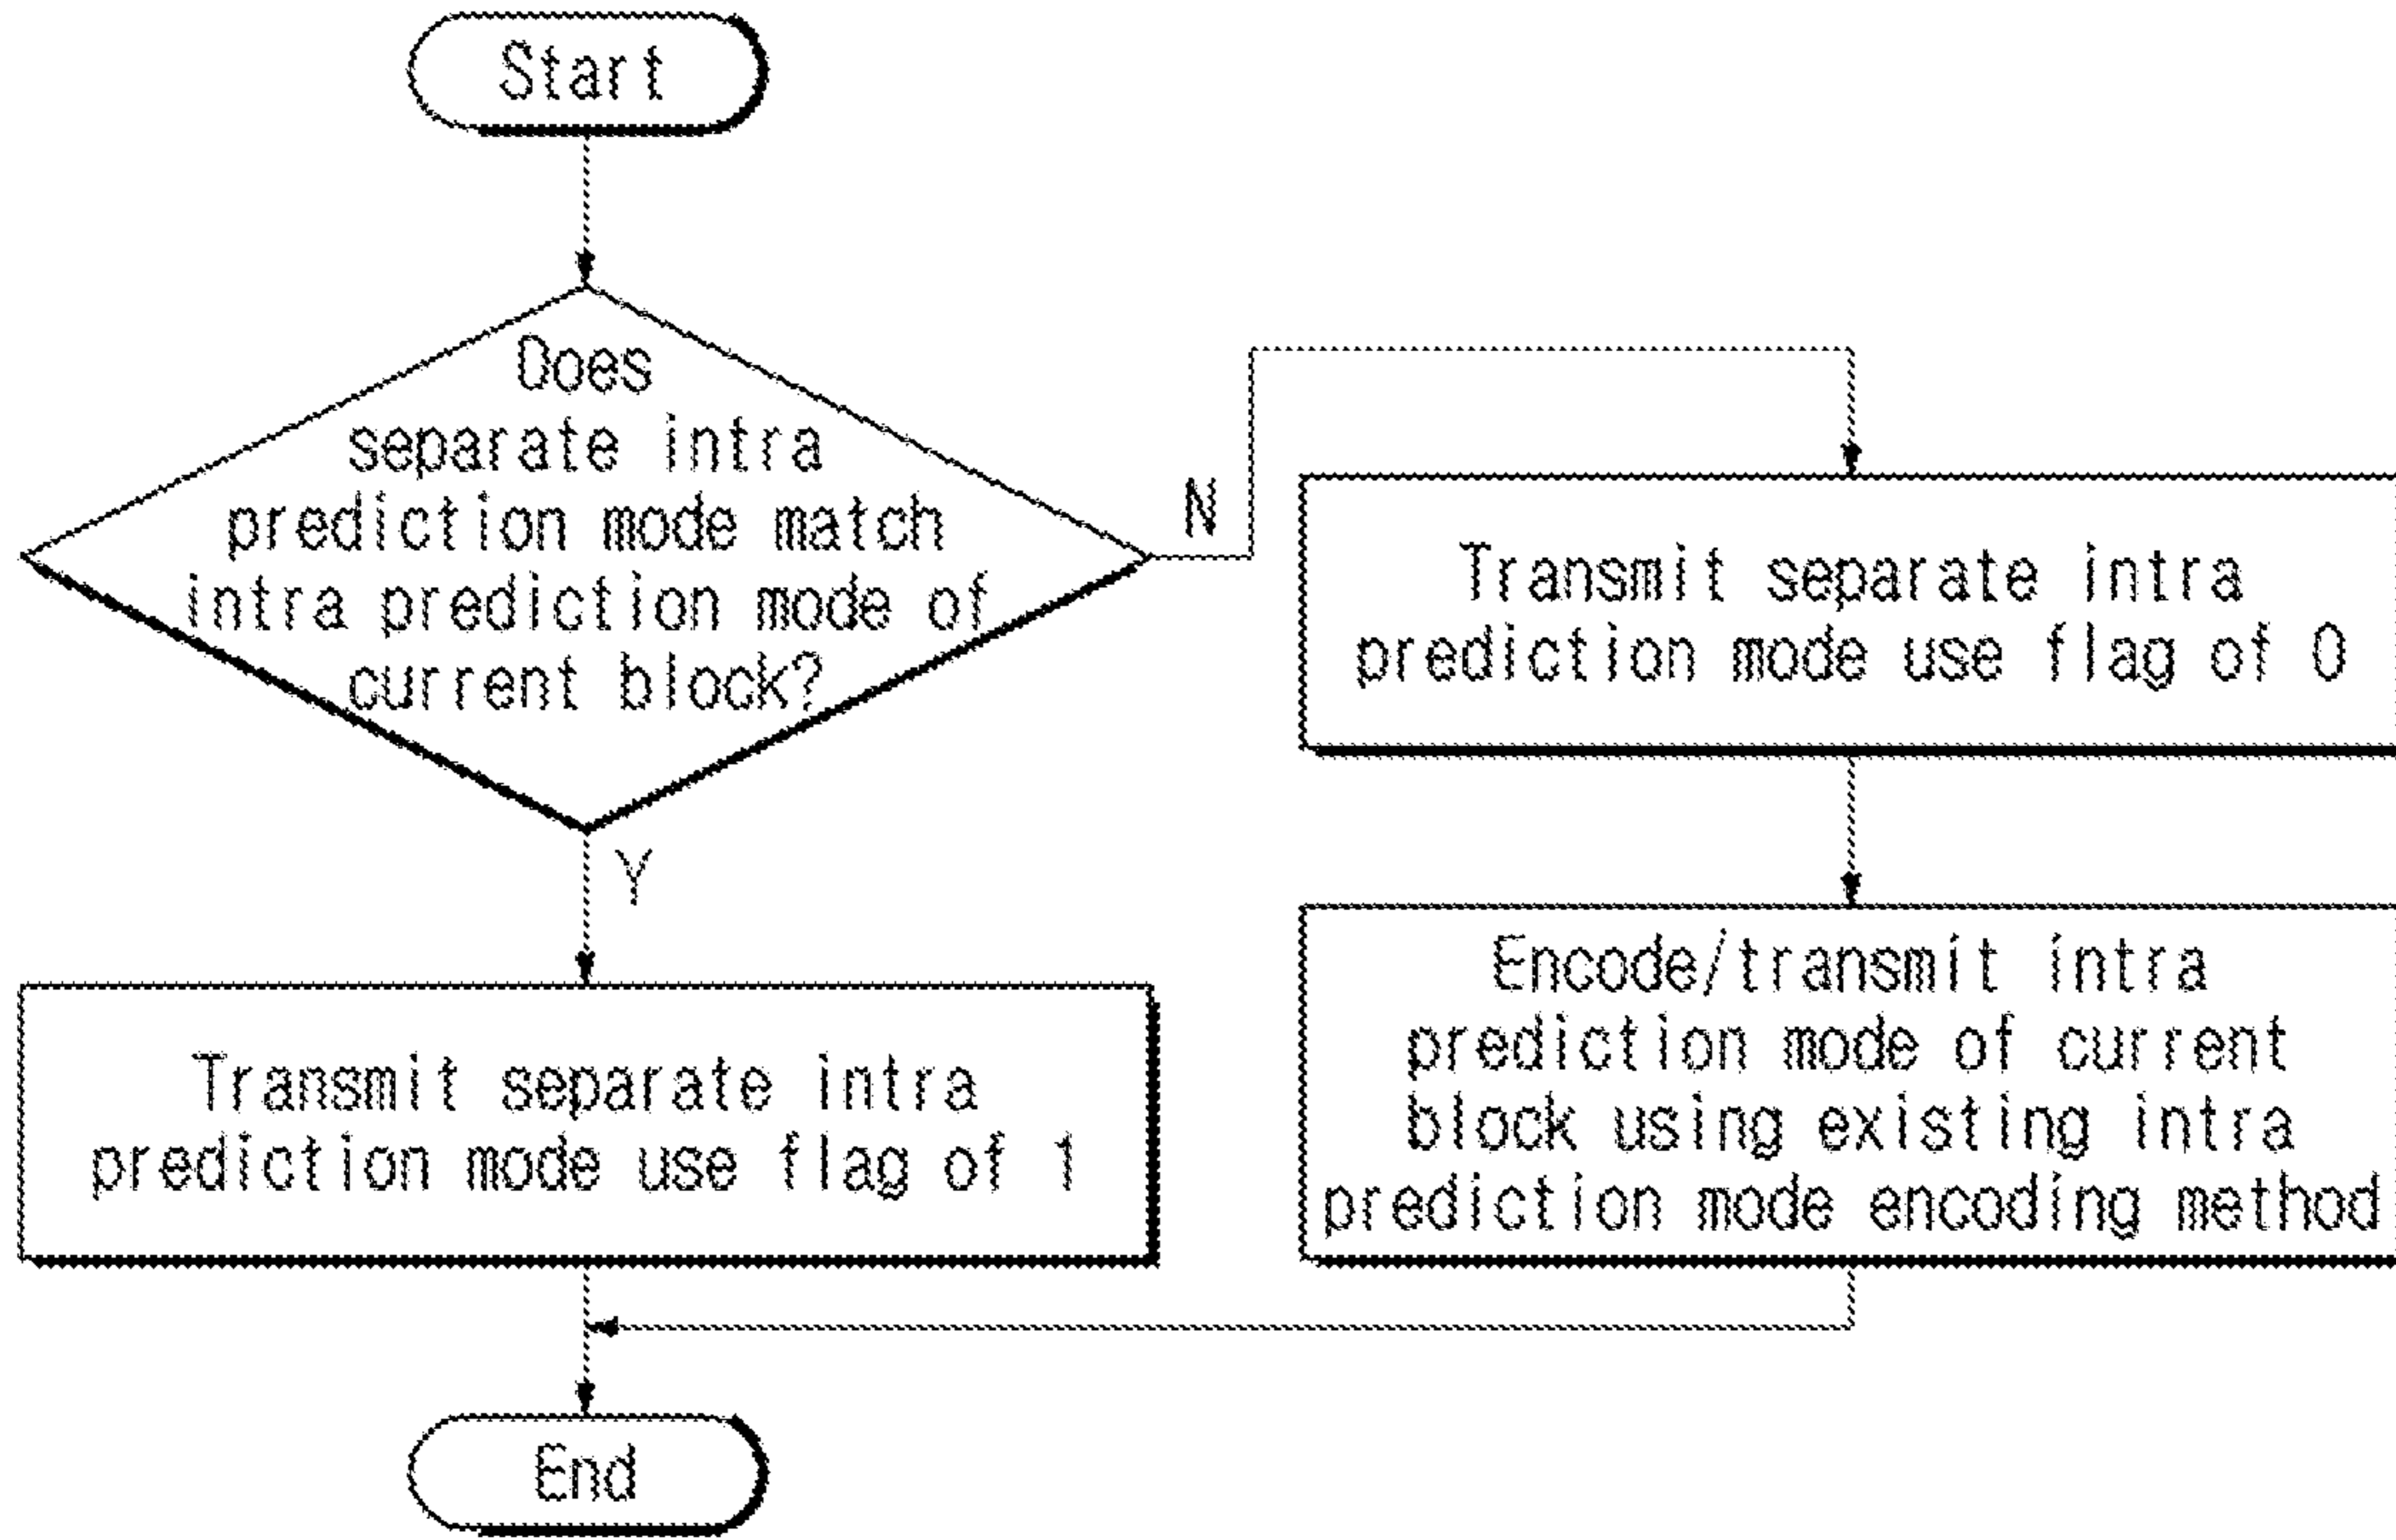 Start
Does
separate intra
prediction mode match
intra prediction mode of
current block?
N
Transmit separate intra
prediction mode use flag of 0
Y
Encode/transmit intra
prediction mode of current
block using existing intra
prediction mode encoding method
Transmit separate intra
prediction mode use flag of 1
End